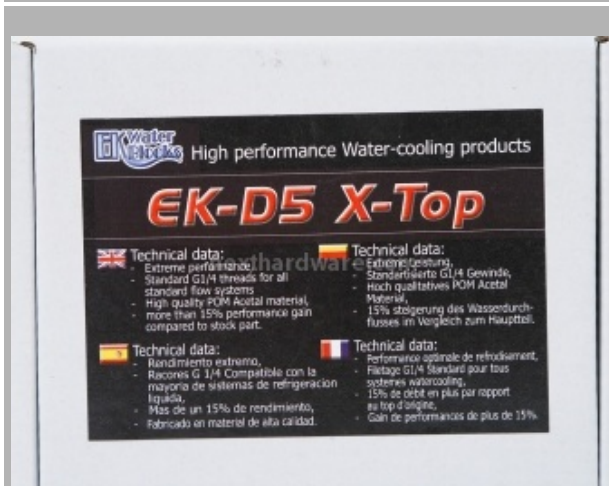 EK Water Blocks
High performance Water-cooling products
EK-D5 X-Top
Technical data:
- Extreme performance,
- Standard G1/4 threads for all
standard flow systems
- High quality POM Acetal material,
- more than 15% performance gain
compared to stock part.
Technical data:
- Extreme Leistung,
- Standartisierte G1/4 Gewinde,
- Hoch qualitatives POM Acetal
Material,
- 15% steigerung des Wasserdurch-
flusses im Vergleich zum Hauptteil.
Technical data:
- Rendimiento extremo,
- Racores G 1/4 Compatible con la
mayoria de sistemas de refrigeracion
liquida,
- Mas de un 15% de rendimiento,
- Fabricado en material de alta calidad.
Technical data:
- Performance optimale de refrodisement,
- Filetage G1/4 Standard pour tous
systemes watercooling,
- 15% de debit en plus par rapport
au top d'origine,
- Gain de performances de plus de 15%.